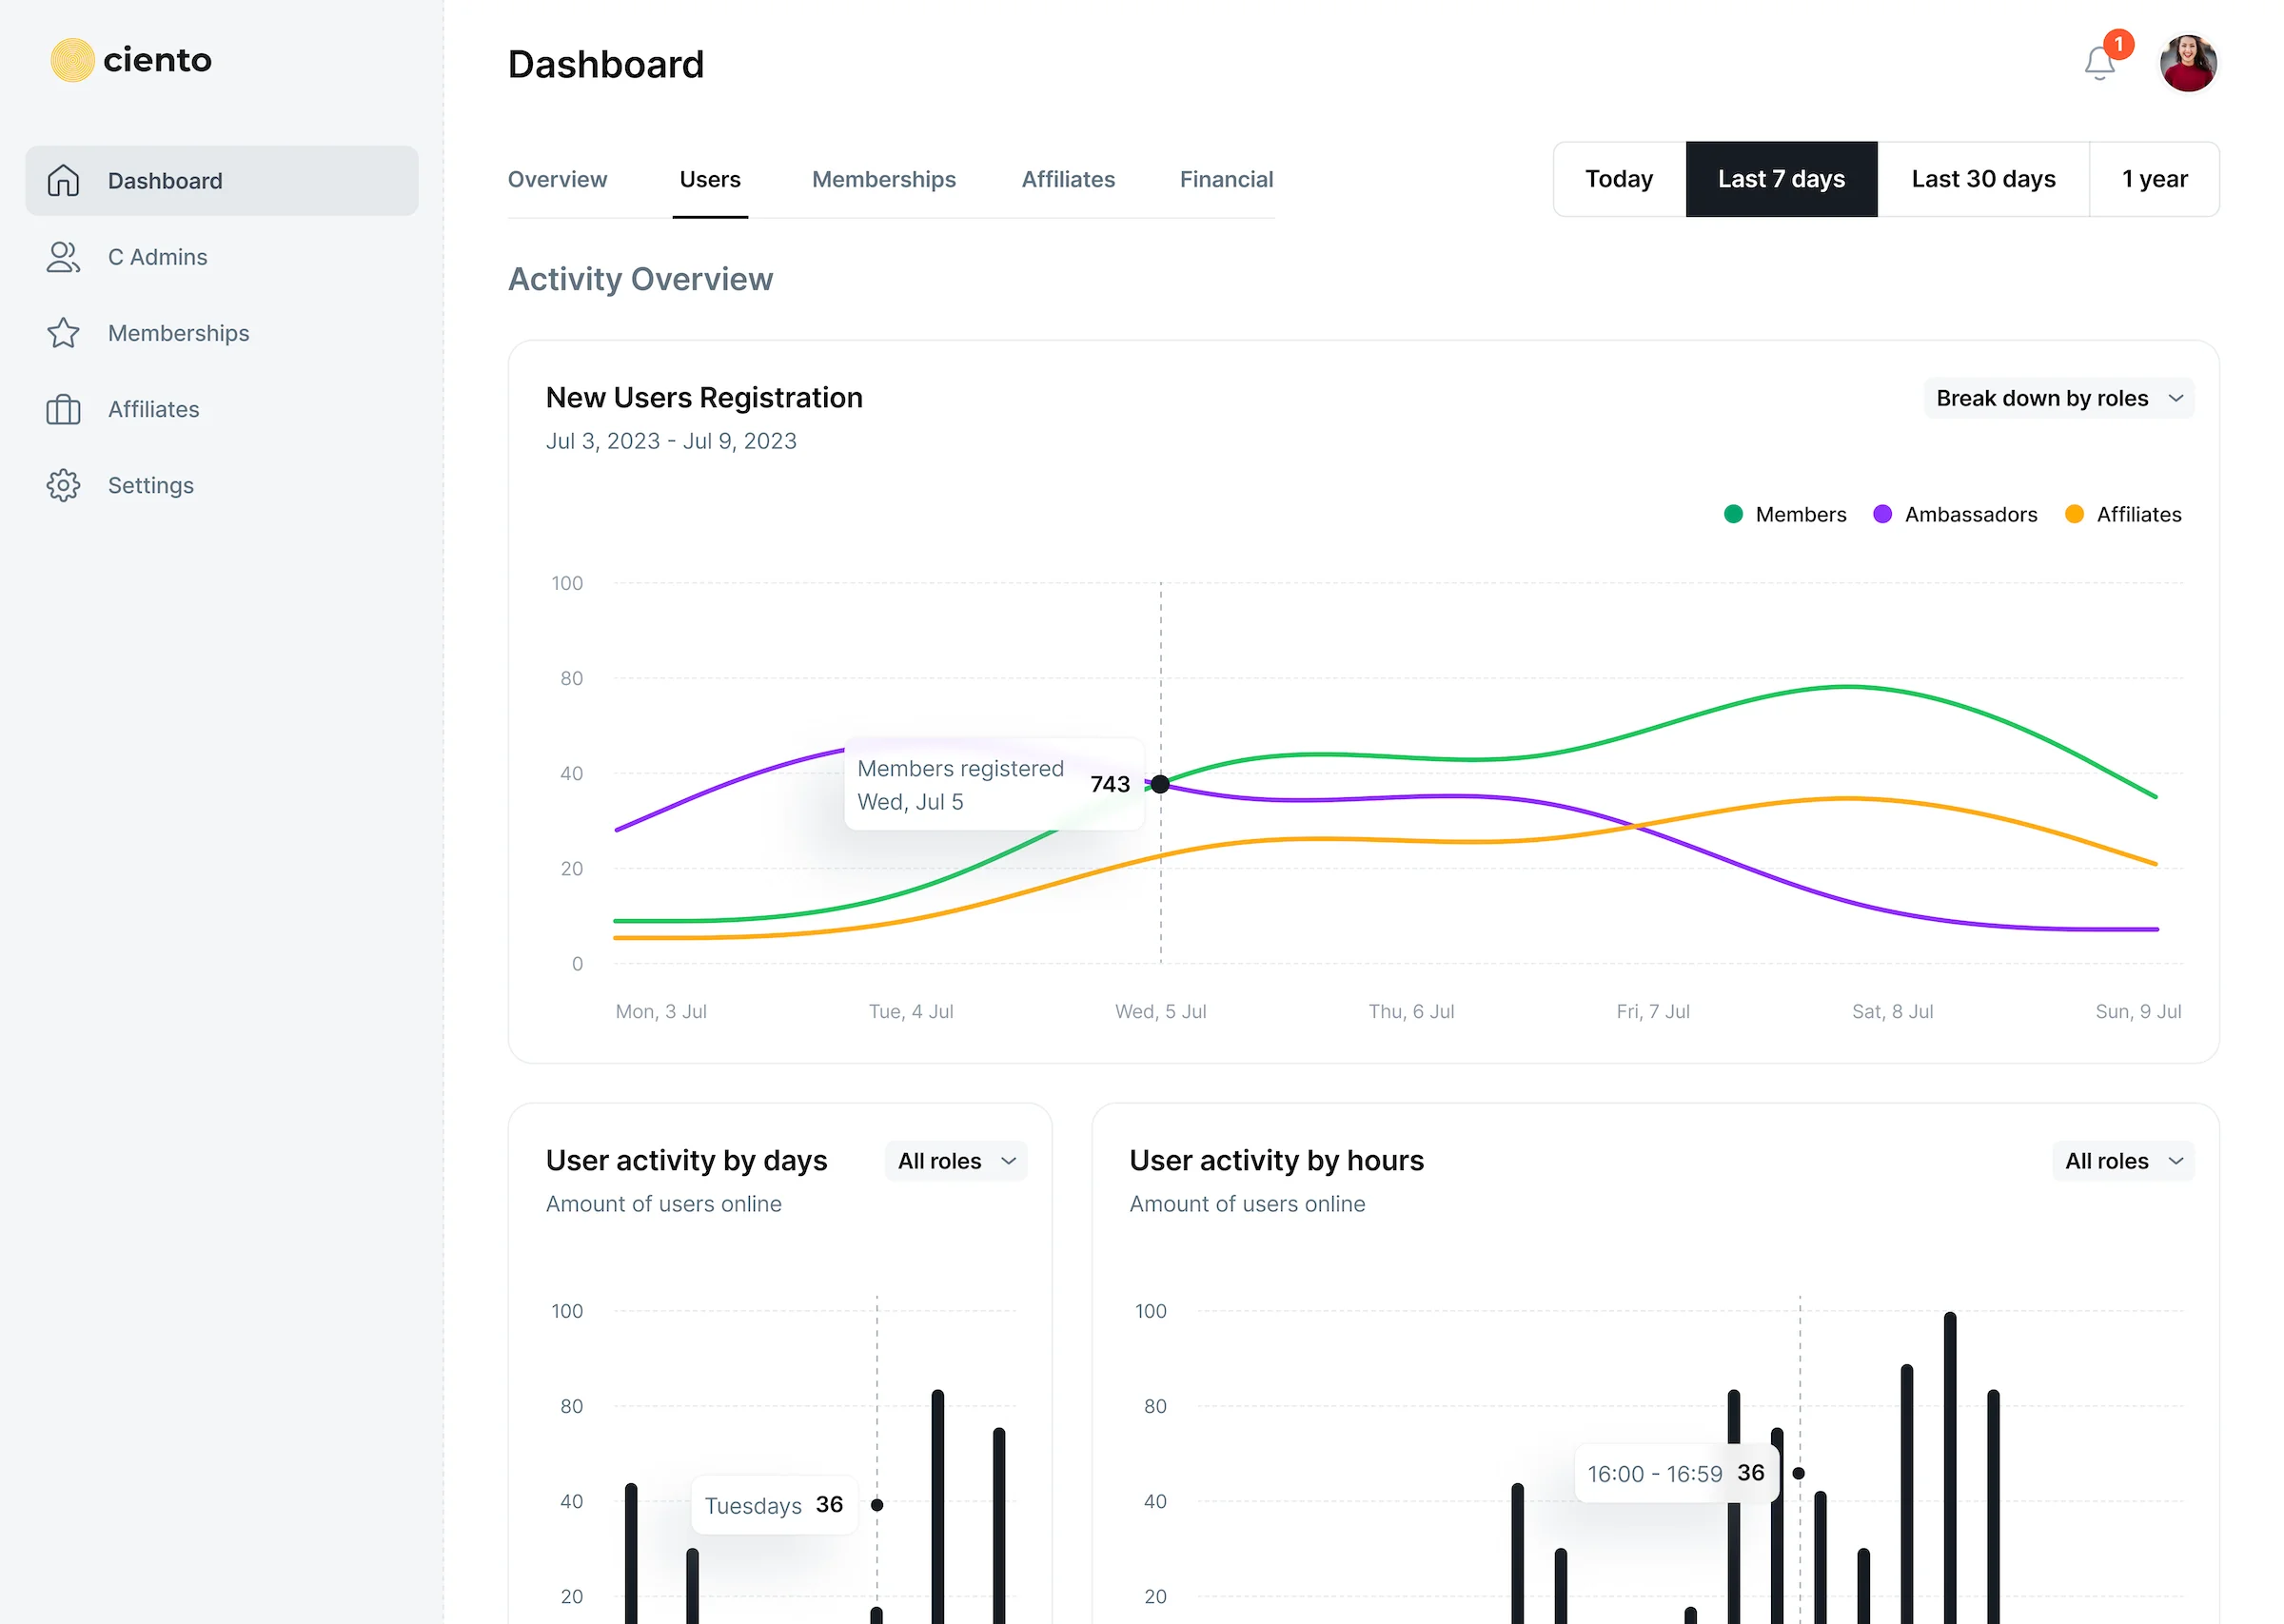 ciento
Dashboard
C Admins
Memberships
Affiliates
Settings
Dashboard
1
Overview Users Memberships Affiliates Financial
Today Last 7 days Last 30 days 1 year
Activity Overview
New Users Registration
Break down by roles
Jul 3, 2023 - Jul 9, 2023
Members Ambassadors Affiliates
100
80
40
20
0
Members registered
Wed, Jul 5
743
Mon, 3 Jul Tue, 4 Jul Wed, 5 Jul Thu, 6 Jul Fri, 7 Jul Sat, 8 Jul Sun, 9 Jul
User activity by days
All roles
Amount of users online
100
80
40
20
Tuesdays 36
User activity by hours
All roles
Amount of users online
100
80
40
20
16:00 - 16:59 36